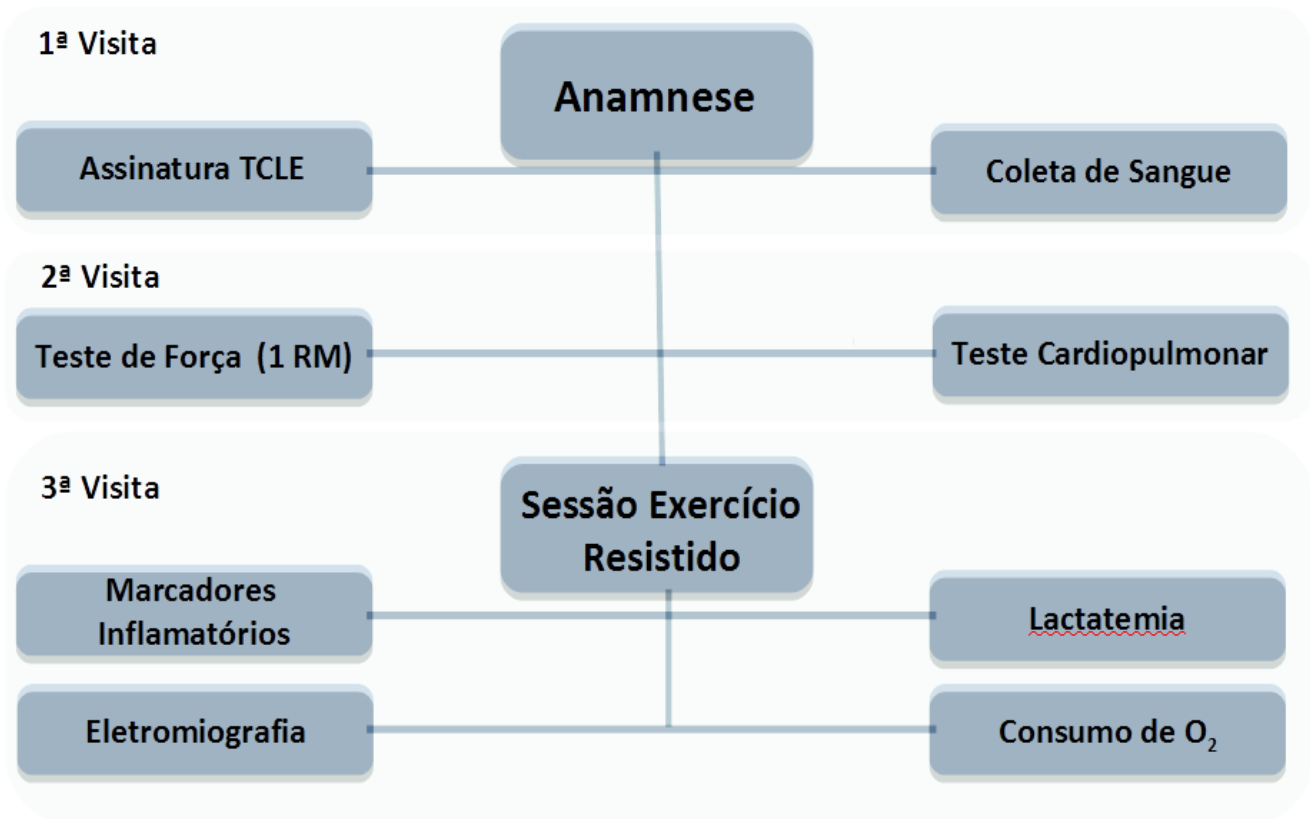 1ª Visita
Anamnese
Assinatura TCLE
Coleta de Sangue
2ª Visita
Teste de Força (1 RM)
Teste Cardiopulmonar
3ª Visita
Sessão Exercício
Resistido
Marcadores
Inflamatórios
Lactatemia
Eletromiografia
Consumo de O₂